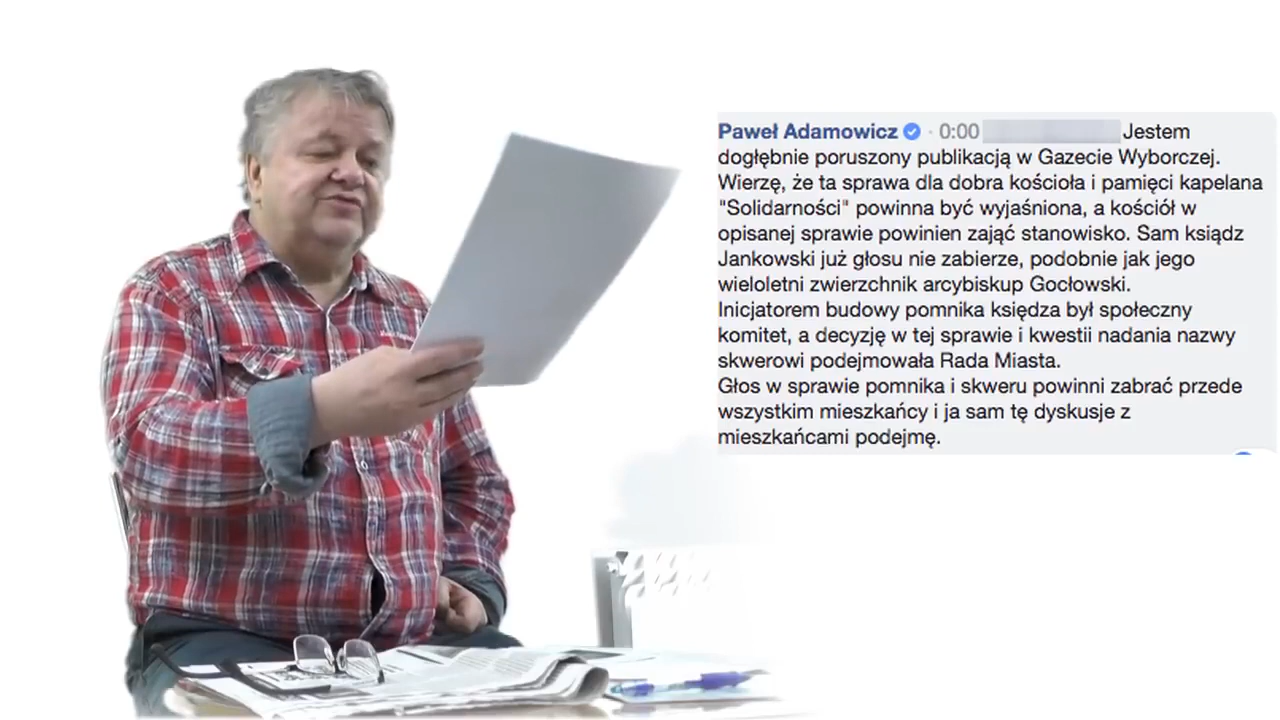 Paweł Adamowicz · 0:00 Jestem
dogłębnie poruszony publikacją w Gazecie Wyborczej.
Wierzę, że ta sprawa dla dobra kościoła i pamięci kapelana
"Solidarności" powinna być wyjaśniona, a kościół w
opisanej sprawie powinien zająć stanowisko. Sam ksiądz
Jankowski już głosu nie zabierze, podobnie jak jego
wieloletni zwierzchnik arcybiskup Gocłowski.
Inicjatorem budowy pomnika księdza był społeczny
komitet, a decyzję w tej sprawie i kwestii nadania nazwy
skwerowi podejmowała Rada Miasta.
Głos w sprawie pomnika i skweru powinni zabrać przede
wszystkim mieszkańcy i ja sam tę dyskusje z
mieszkańcami podejmę.